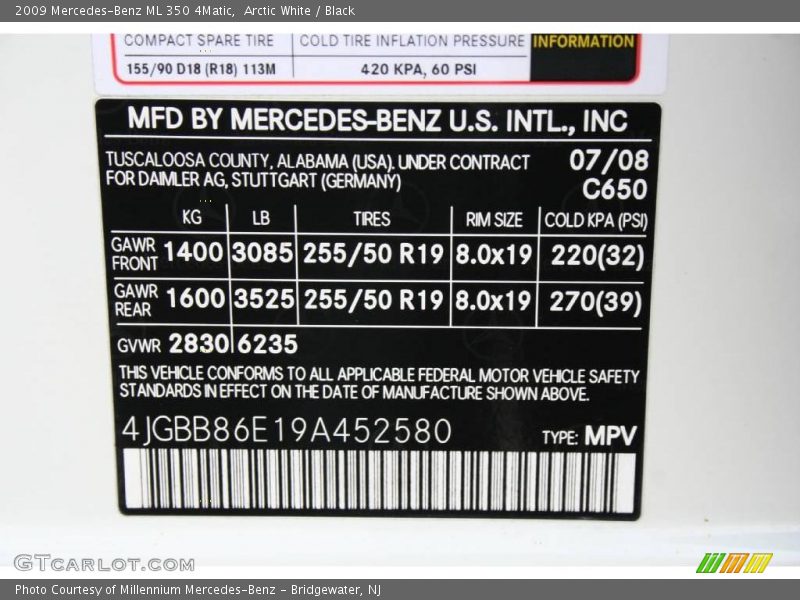 2009 Mercedes-Benz ML 350 4Matic,  Arctic White / Black
COMPACT SPARE TIRE COLD TIRE INFLATION PRESSURE INFORMATION
155/90 D18 (R18) 113M 420 KPA, 60 PSI
MFD BY MERCEDES-BENZ U.S. INTL., INC
TUSCALOOSA COUNTY, ALABAMA (USA). UNDER CONTRACT 07/08
FOR DAIMLER AG, STUTTGART (GERMANY) C650
KG LB TIRES RIM SIZE COLD KPA (PSI)
GAWR FRONT 1400 3085 255/50 R19 8.0x19 220(32)
GAWR REAR 1600 3525 255/50 R19 8.0x19 270(39)
GVWR 2830 6235
THIS VEHICLE CONFORMS TO ALL APPLICABLE FEDERAL MOTOR VEHICLE SAFETY
STANDARDS IN EFFECT ON THE DATE OF MANUFACTURE SHOWN ABOVE.
4JGBB86E19A452580 TYPE: MPV
GTCARLOT.COM
Photo Courtesy of Millennium Mercedes-Benz - Bridgewater, NJ